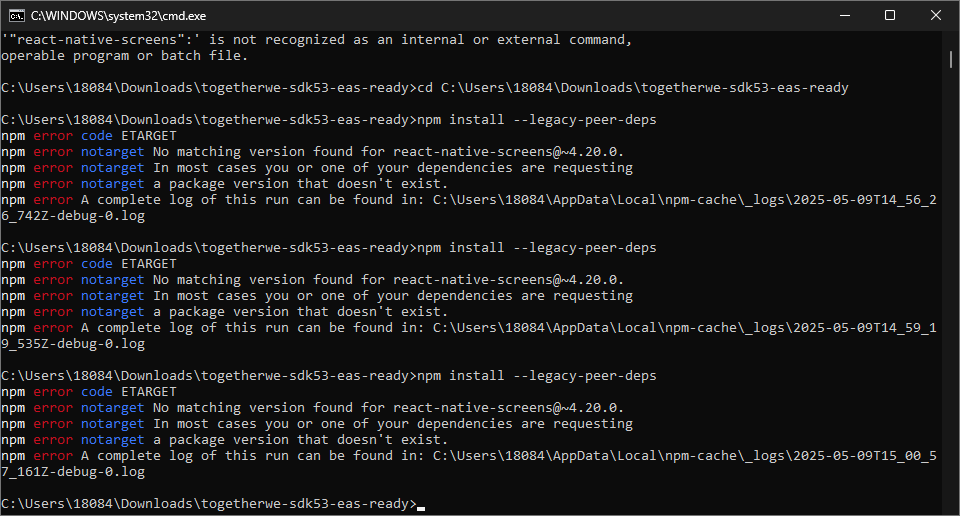 C:\WINDOWS\system32\cmd.exe
'"react-native-screens":' is not recognized as an internal or external command,
operable program or batch file.
C:\Users\18084\Downloads\togetherwe-sdk53-eas-ready>cd C:\Users\18084\Downloads\togetherwe-sdk53-eas-ready
C:\Users\18084\Downloads\togetherwe-sdk53-eas-ready>npm install --legacy-peer-deps
npm error code ETARGET
npm error notarget No matching version found for react-native-screens@~4.20.0.
npm error notarget In most cases you or one of your dependencies are requesting
npm error notarget a package version that doesn't exist.
npm error A complete log of this run can be found in: C:\Users\18084\AppData\Local\npm-cache\_logs\2025-05-09T14_56_2
6_742Z-debug-0.log
C:\Users\18084\Downloads\togetherwe-sdk53-eas-ready>npm install --legacy-peer-deps
npm error code ETARGET
npm error notarget No matching version found for react-native-screens@~4.20.0.
npm error notarget In most cases you or one of your dependencies are requesting
npm error notarget a package version that doesn't exist.
npm error A complete log of this run can be found in: C:\Users\18084\AppData\Local\npm-cache\_logs\2025-05-09T14_59_1
9_535Z-debug-0.log
C:\Users\18084\Downloads\togetherwe-sdk53-eas-ready>npm install --legacy-peer-deps
npm error code ETARGET
npm error notarget No matching version found for react-native-screens@~4.20.0.
npm error notarget In most cases you or one of your dependencies are requesting
npm error notarget a package version that doesn't exist.
npm error A complete log of this run can be found in: C:\Users\18084\AppData\Local\npm-cache\_logs\2025-05-09T15_00_5
7_161Z-debug-0.log
C:\Users\18084\Downloads\togetherwe-sdk53-eas-ready>